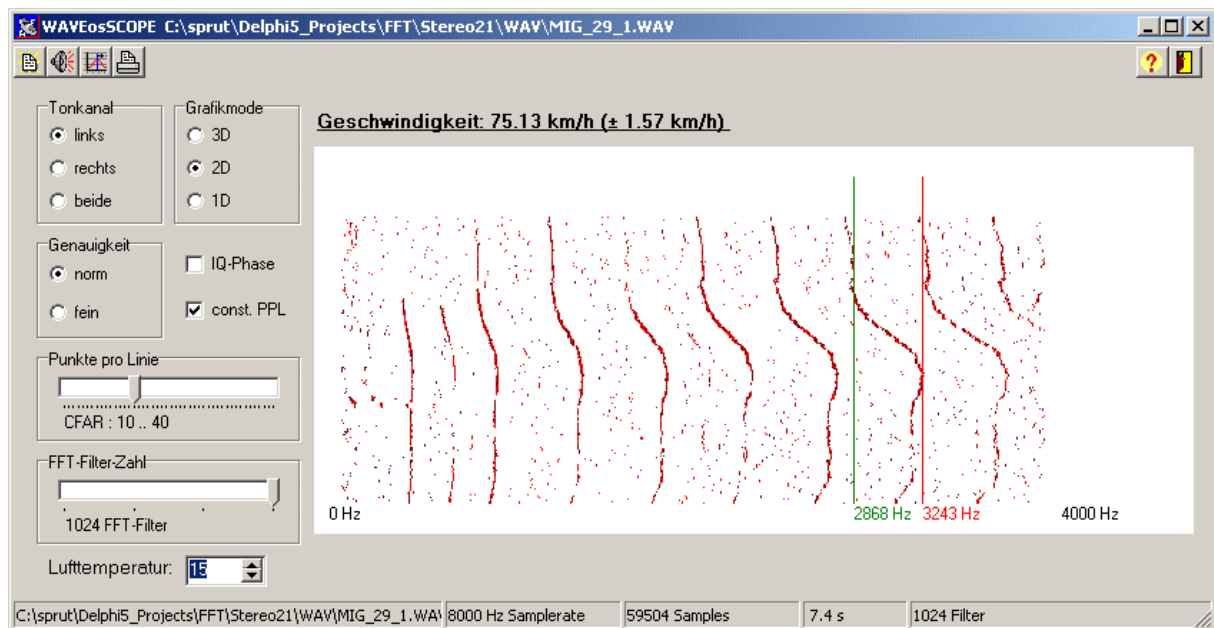 WAVEosSCOPE C:\sprut\Delphi5_Projects\FFT\Stereo21\WAV\MIG_29_1.WAV
Tonkanal
links
rechts
beide
Grafikmode
3D
2D
1D
Geschwindigkeit: 75.13 km/h (± 1.57 km/h)
Genauigkeit
norm
fein
IQ-Phase
const. PPL
Punkte pro Linie
CFAR : 10 .. 40
FFT-Filter-Zahl
1024 FFT-Filter
Lufttemperatur: 15
0 Hz 2868 Hz 3243 Hz 4000 Hz
C:\sprut\Delphi5_Projects\FFT\Stereo21\WAV\MIG_29_1.WAV 8000 Hz Samplerate 59504 Samples 7.4 s 1024 Filter